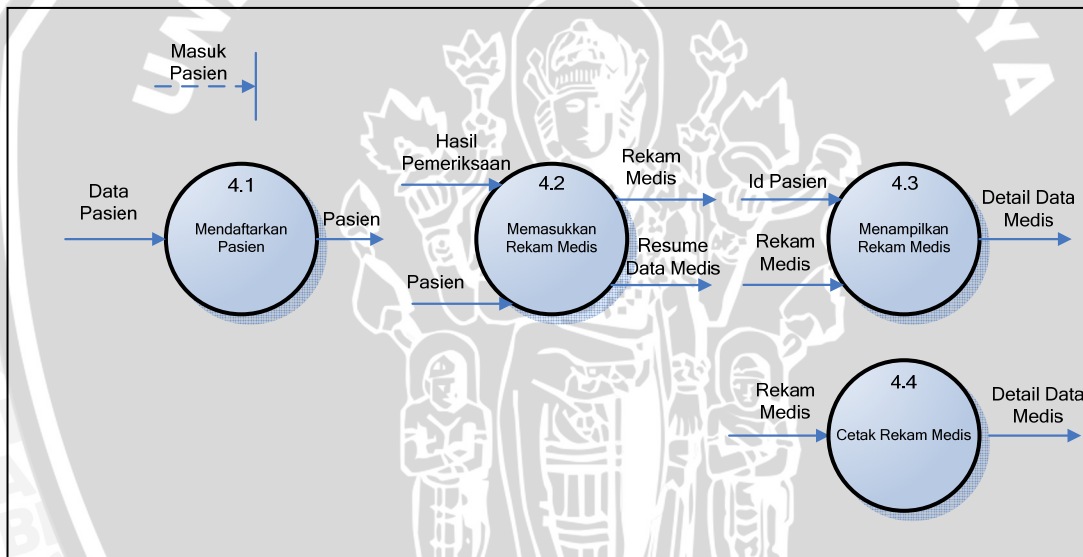 UN
YA
Masuk
Pasien
Data
Pasien
4.1
Mendaftarkan
Pasien
Pasien
Hasil
Pemeriksaan
Pasien
4.2
Memasukkan
Rekam Medis
Rekam
Medis
Resume
Data Medis
Id Pasien
Rekam
Medis
4.3
Menampilkan
Rekam Medis
Detail Data
Medis
Rekam
Medis
4.4
Cetak Rekam Medis
Detail Data
Medis